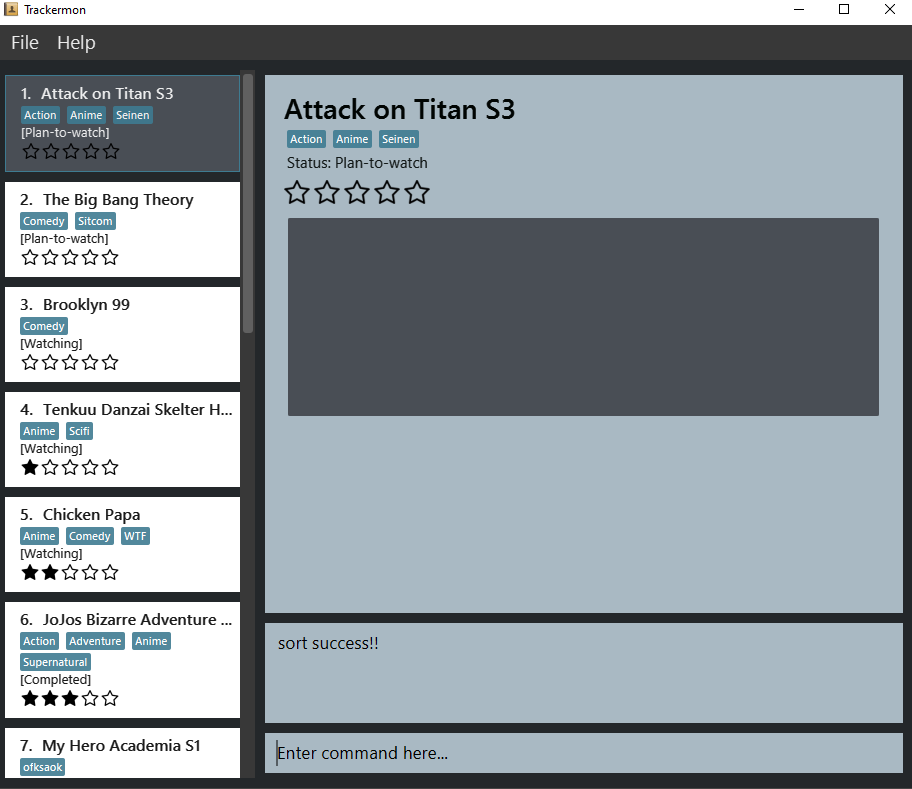 Trackermon
File Help
1. Attack on Titan S3
Action Anime Seinen
[Plan-to-watch]
2. The Big Bang Theory
Comedy Sitcom
[Plan-to-watch]
3. Brooklyn 99
Comedy
[Watching]
4. Tenkuu Danzai Skelter H...
Anime Scifi
[Watching]
5. Chicken Papa
Anime Comedy WTF
[Watching]
6. JoJos Bizarre Adventure ...
Action Adventure Anime
Supernatural
[Completed]
7. My Hero Academia S1
ofksaok
Attack on Titan S3
Action Anime Seinen
Status: Plan-to-watch
sort success!!
Enter command here...